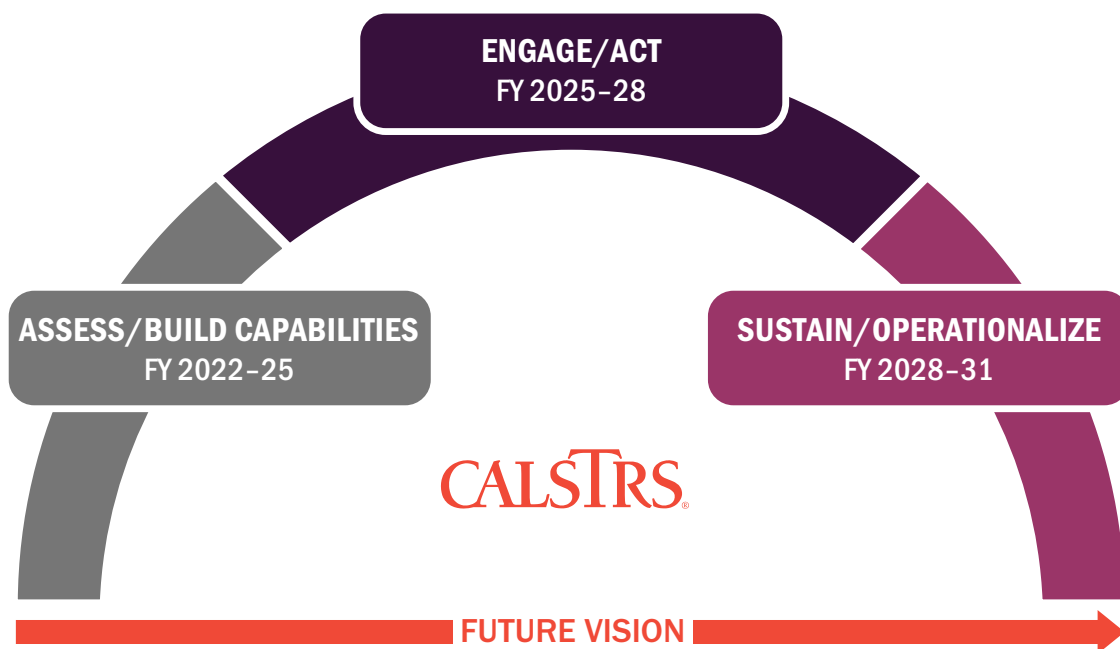 ENGAGE/ACT
FY 2025–28
ASSESS/BUILD CAPABILITIES
FY 2022–25
SUSTAIN/OPERATIONALIZE
FY 2028–31
CALSTRS®
FUTURE VISION